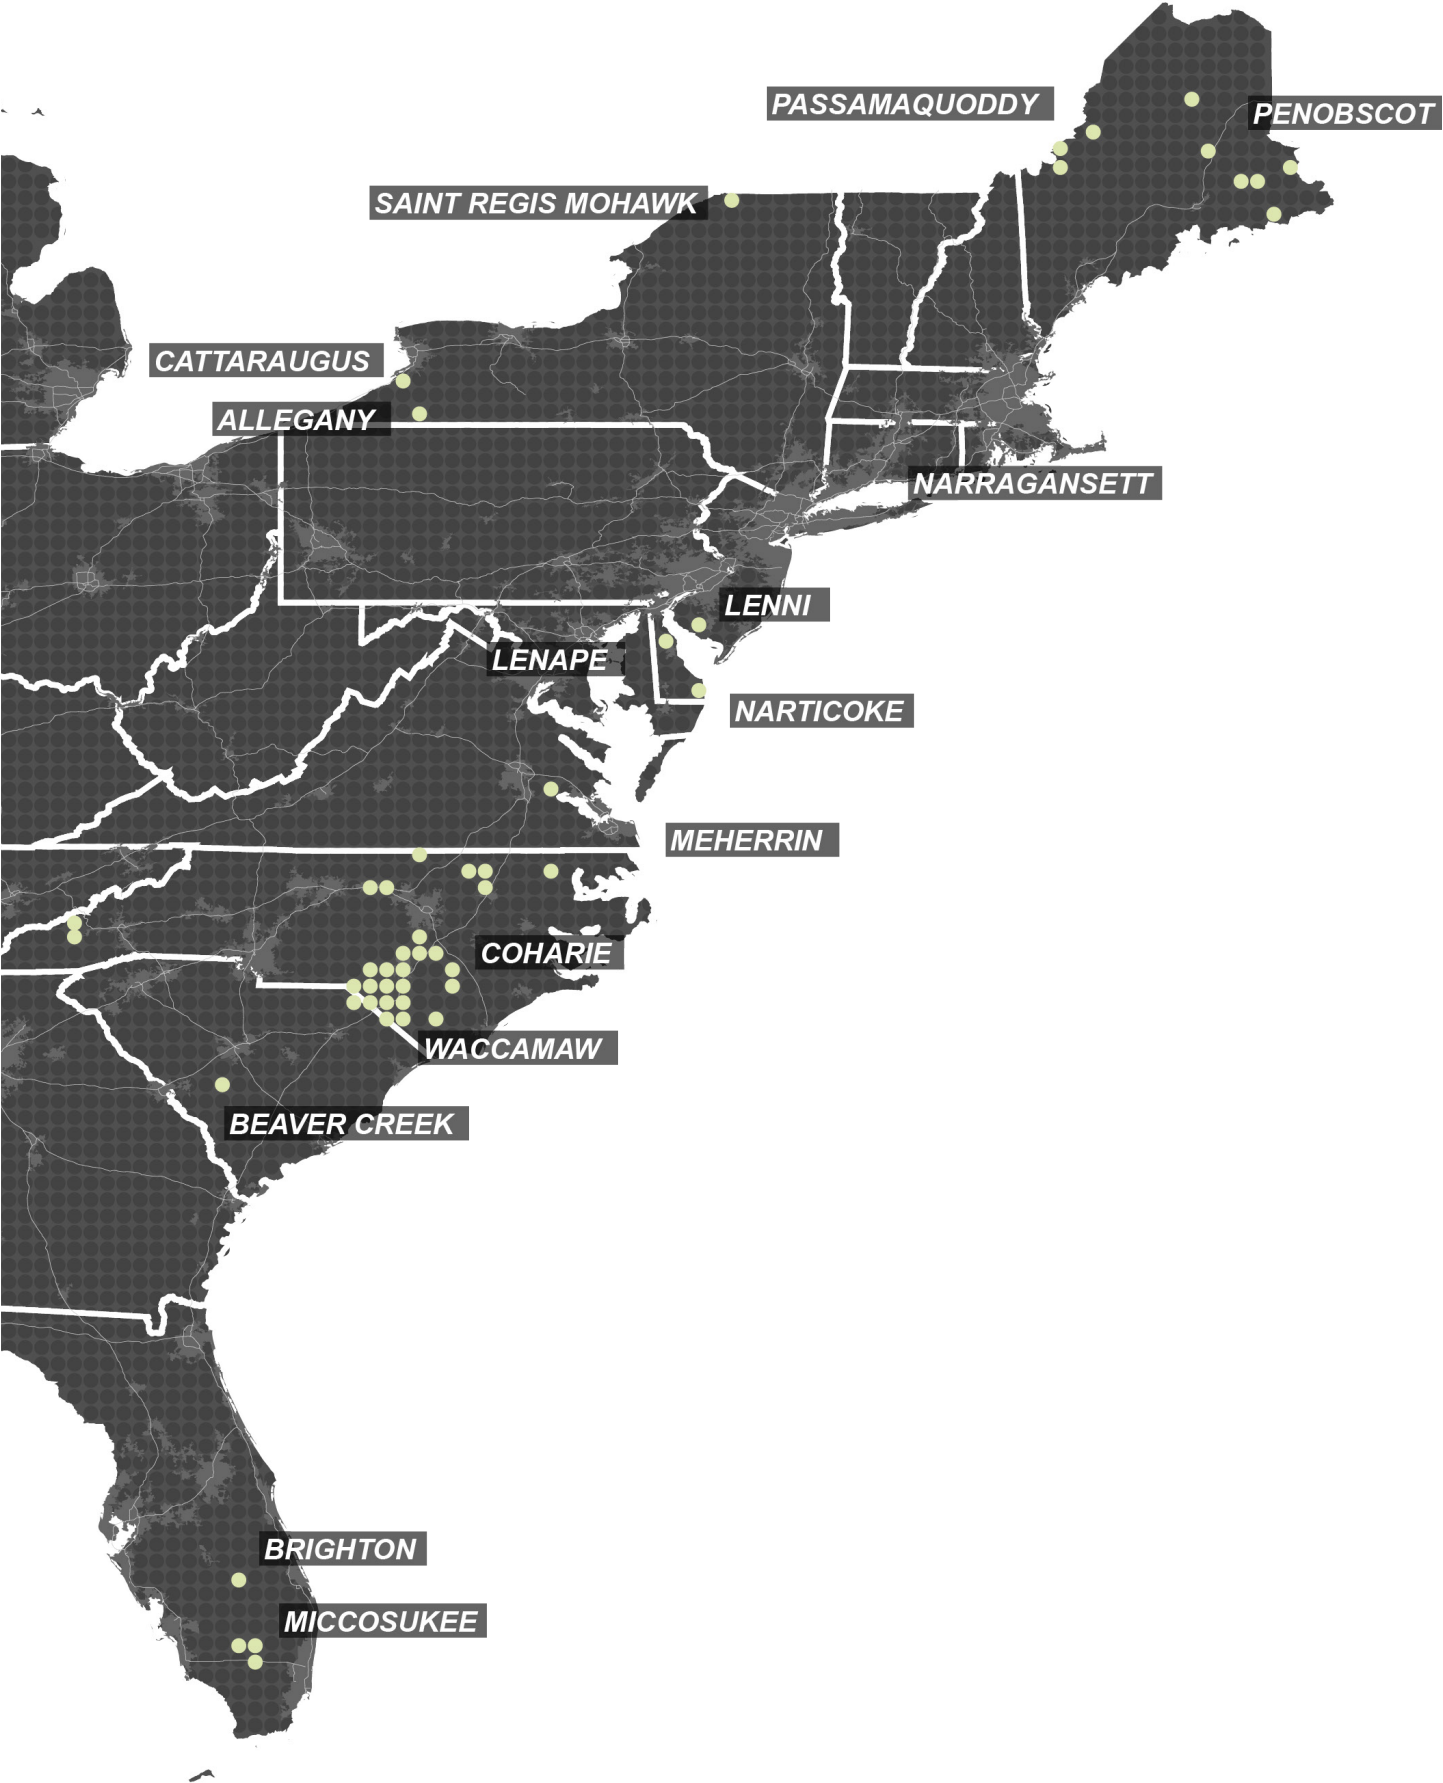 PASSAMAQUODDY
PENOBSCOT
SAINT REGIS MOHAWK
CATTARAUGUS
ALLEGANY
NARRAGANSETT
LENNI
LENAPE
NARTICOKE
MEHERRIN
COHARIE
WACCAMAW
BEAVER CREEK
BRIGHTON
MICCOSUKEE